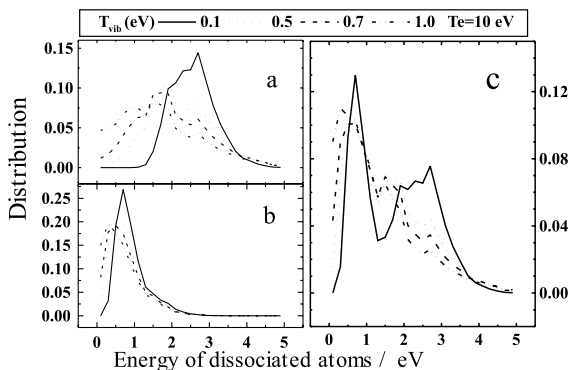 T_vib (eV) 0.1 0.5 0.7 1.0 Te=10 eV
Distribution
0.15
0.10
0.05
0.00
a
0.25
0.20
0.15
0.10
0.05
0.00
b
0 1 2 3 4 5
c
0.12
0.08
0.04
0.00
0 1 2 3 4 5
Energy of dissociated atoms / eV